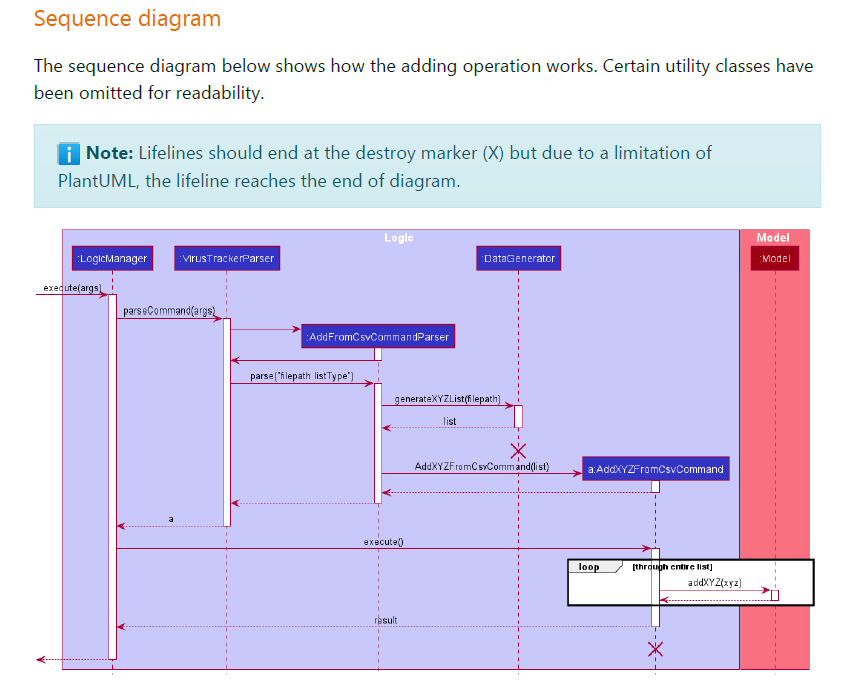 Sequence diagram
The sequence diagram below shows how the adding operation works. Certain utility classes have
been omitted for readability.
Note: Lifelines should end at the destroy marker (X) but due to a limitation of
PlantUML, the lifeline reaches the end of diagram.
Logic
Model
:LogicManager
:VirusTrackerParser
:DataGenerator
:Model
execute(args)
parseCommand(args)
:AddFromCsvCommandParser
parse("filepath listType")
generateXYZList(filepath)
list
AddXYZFromCsvCommand(list)
a:AddXYZFromCsvCommand
a
execute()
loop
[through entire list]
addXYZ(xyz)
result